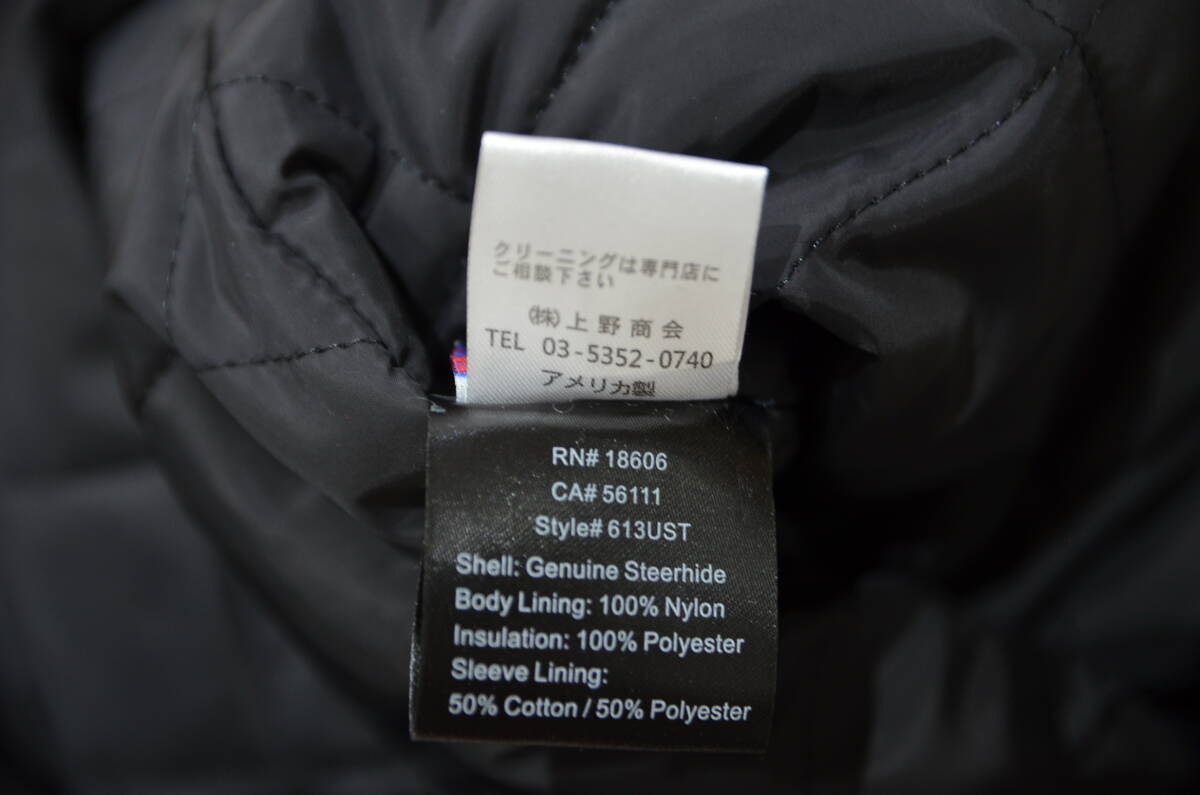 クリーニングは専門店に
ご相談下さい
(株)上野商会
TEL 03-5352-0740
アメリカ製
RN# 18606
CA# 56111
Style# 613UST
Shell: Genuine Steerhide
Body Lining: 100% Nylon
Insulation: 100% Polyester
Sleeve Lining:
50% Cotton / 50% Polyester